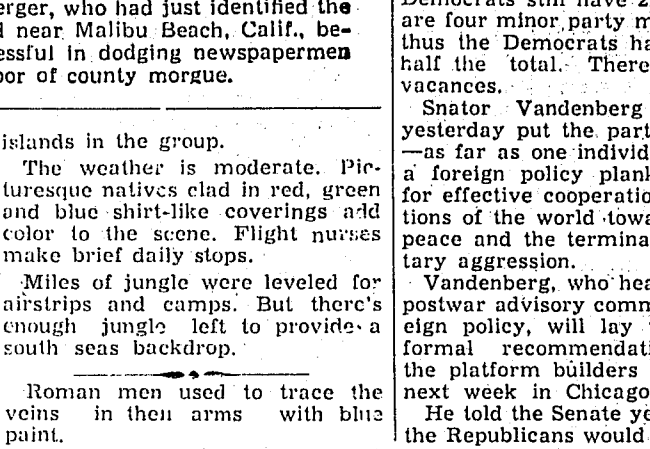 erger, who had just identified the
near Malibu Beach, Calif., be-
essful in dodging newspapermen
oor of county morgue.
islands in the group.
The weather is moderate. Pic-
turesque natives clad in red, green
and blue shirt-like coverings add
color to the scene. Flight nurses
make brief daily stops.
Miles of jungle were leveled for
airstrips and camps. But there's
enough jungle left to provide a
south seas backdrop.
Roman men used to trace the
veins in then arms with blue
paint.
Democrats still have 2
are four minor party m
thus the Democrats ha
half the total. There
vacances.
Snator Vandenberg
yesterday put the part
—as far as one individ
a foreign policy plank
for effective cooperatio
tions of the world towa
peace and the termina
tary aggression.
Vandenberg, who hea
postwar advisory comm
eign policy, will lay
formal recommendati
the platform builders
next week in Chicago
He told the Senate ye
the Republicans would